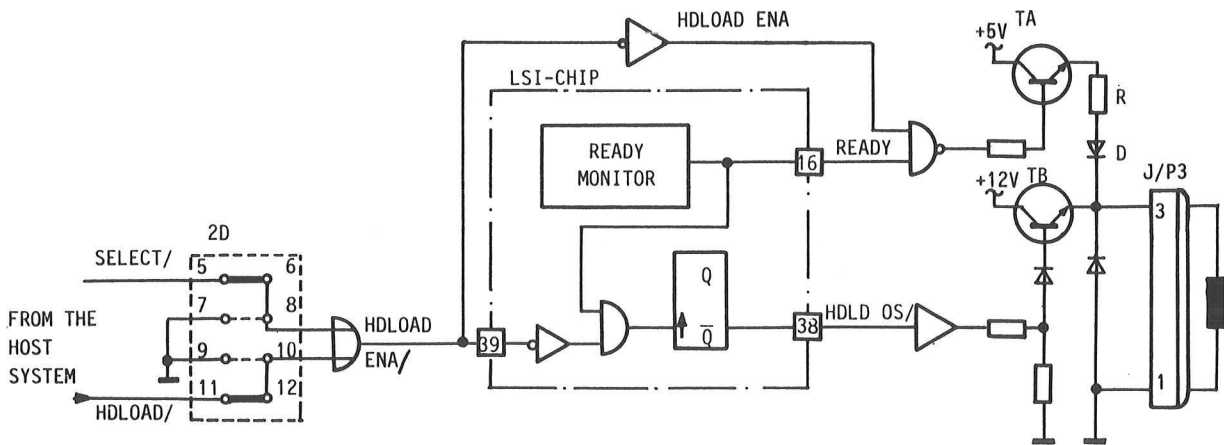 HDLOAD ENA
TA
+5V
LSI-CHIP
R
READY
MONITOR
16
READY
D
+12V
TB
J/P3
3
2D
SELECT/
5
6
7
8
Q
FROM THE
HOST
SYSTEM
HDLOAD
ENA/
39
Q
38
HDLD OS/
9
10
11
12
1
HDLOAD/